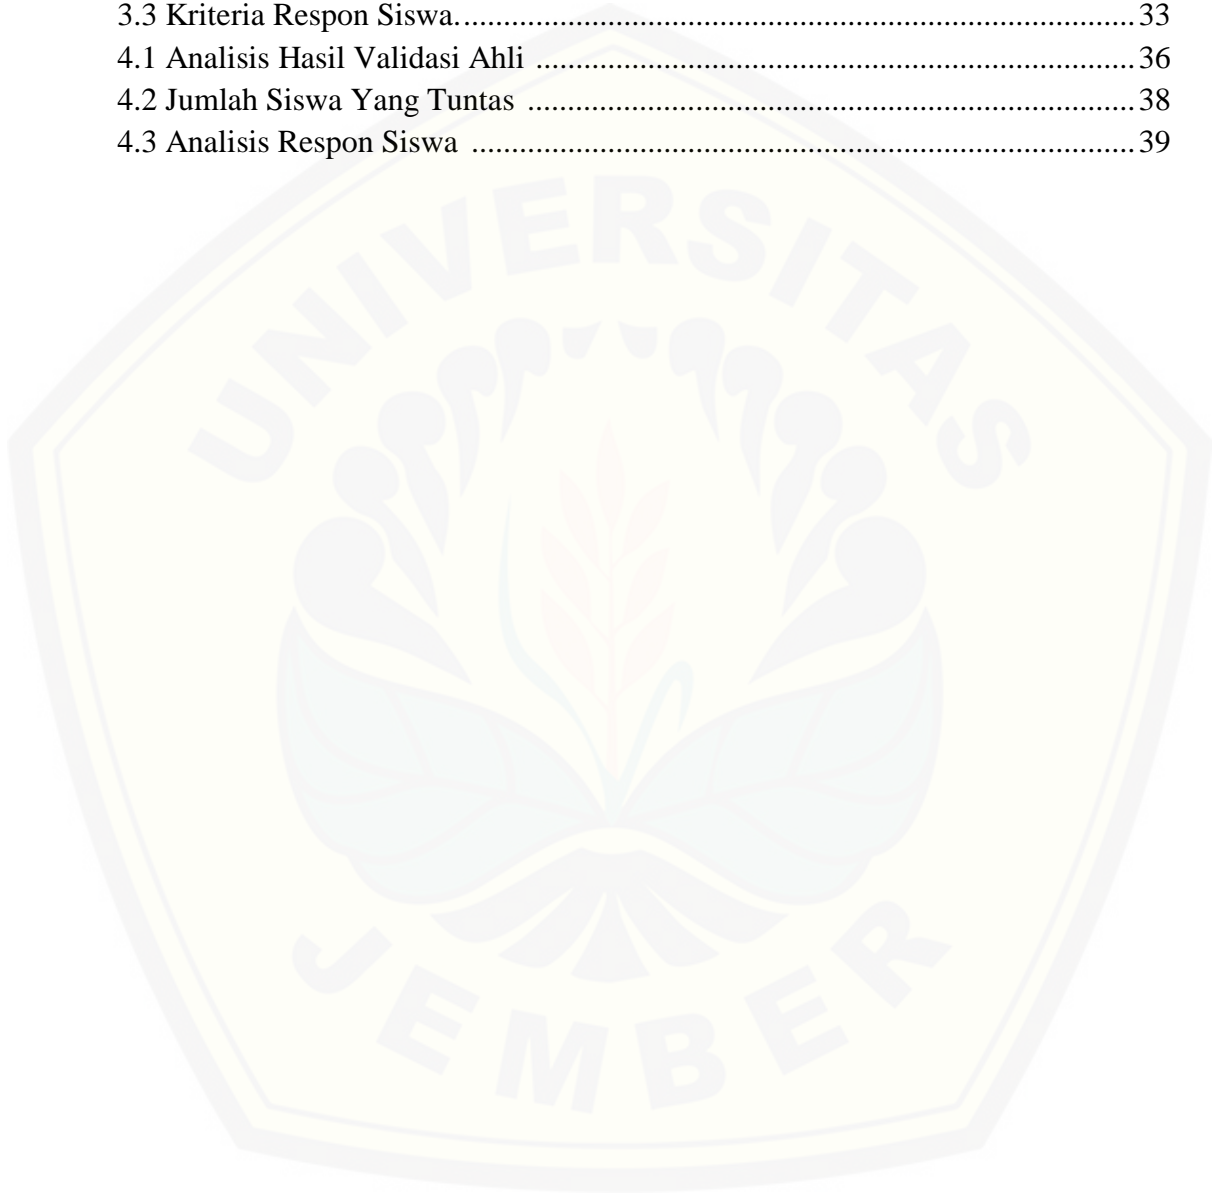 3.3 Kriteria Respon Siswa.................................................................................... 33
4.1 Analisis Hasil Validasi Ahli ........................................................................... 36
4.2 Jumlah Siswa Yang Tuntas ............................................................................ 38
4.3 Analisis Respon Siswa ................................................................................... 39
UNIVERSITAS
JEMBER